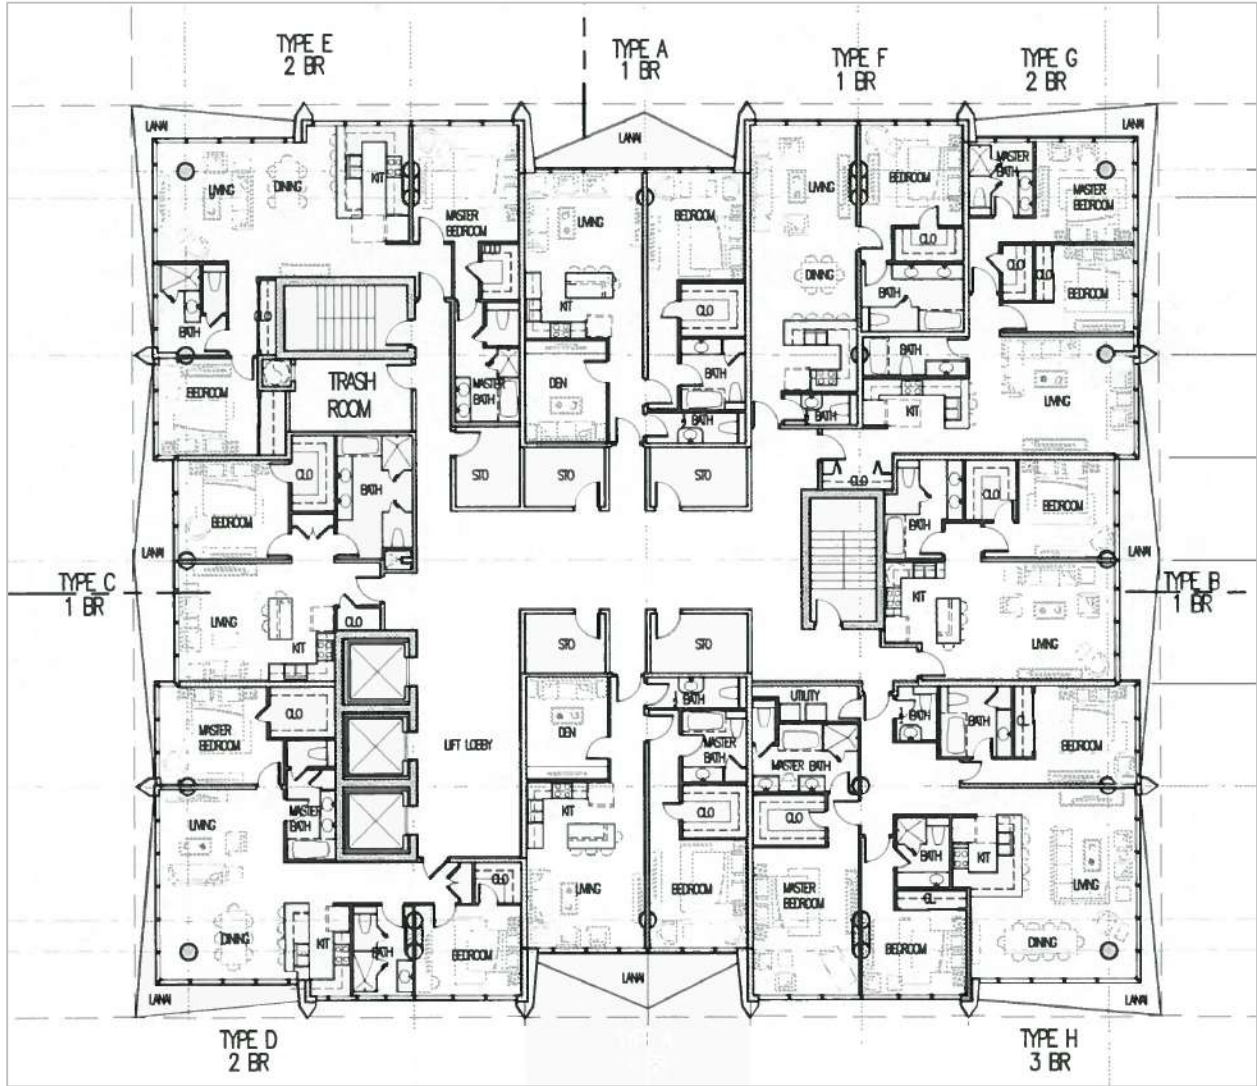 TYPE E
2 BR
TYPE A
1 BR
TYPE F
1 BR
TYPE G
2 BR
LANAI
LANAI
LANAI
LIVING
DINING
KIT
MASTER
BEDROOM
LIVING
BEDROOM
LIVING
BEDROOM
MASTER
BATH
MASTER
BEDROOM
CLO
CLO
CLO
CLO
BEDROOM
DINING
KIT
CLO
BATH
BATH
CLO
BEDROOM
TRASH
ROOM
MASTER
BATH
DEN
BATH
BATH
BATH
BATH
KIT
LIVING
STO
STO
STO
CLO
CLO
BATH
BEDROOM
BATH
CLO
BEDROOM
LANAI
LANAI
TYPE C
1 BR
TYPE B
1 BR
LIVING
CLO
KIT
KIT
LIVING
STO
STO
MASTER
BEDROOM
CLO
LIFT LOBBY
DEN
BATH
UTILITY
BATH
BATH
CL
BEDROOM
MASTER
BATH
MASTER BATH
LIVING
MASTER
BATH
KIT
CLO
CLO
BATH
KIT
LIVING
CLO
LIVING
BEDROOM
MASTER
BEDROOM
CL
DINING
KIT
BATH
BEDROOM
BEDROOM
DINING
LANAI
LANAI
LANAI
TYPE D
2 BR
TYPE H
3 BR